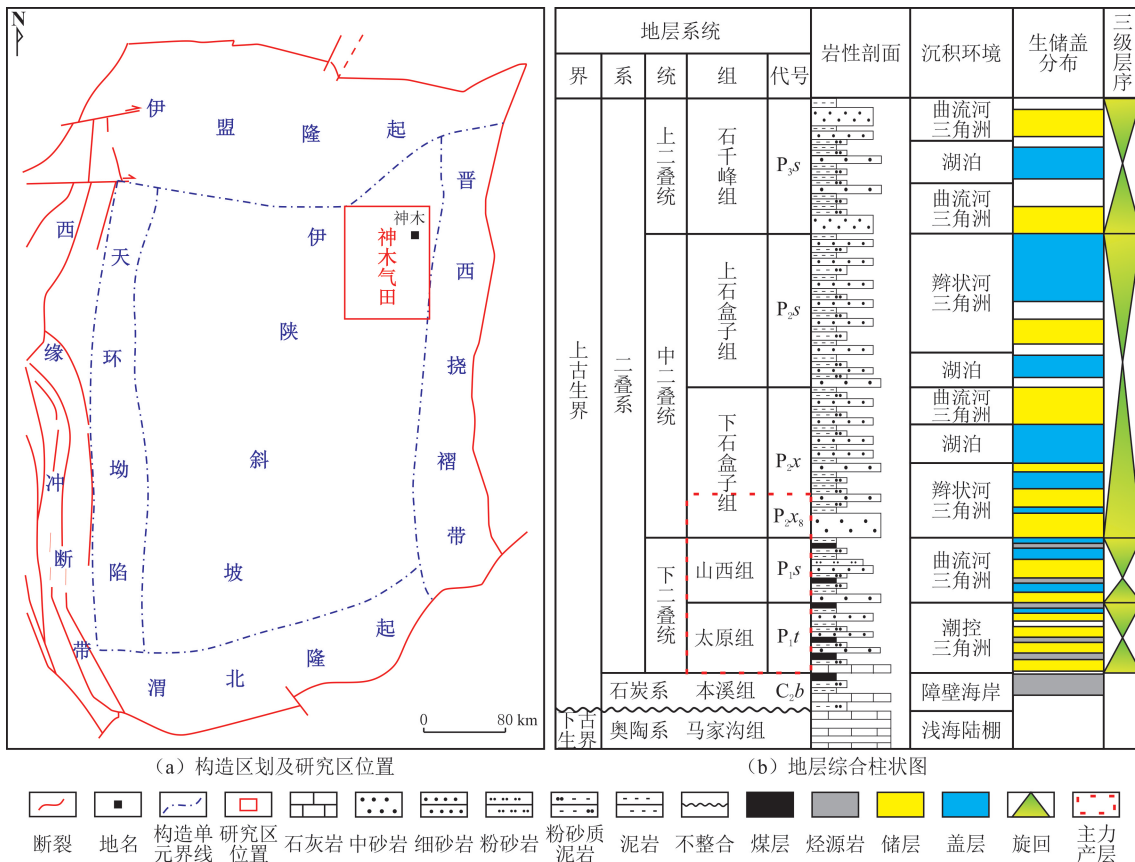 N
伊盟隆起
晋西挠褶带
西缘冲断带
天环坳陷
伊陕斜坡
渭北隆起
神木
神木气田
0 80 km
(a) 构造区划及研究区位置
地层系统
岩性剖面
沉积环境
生储盖
分布
三级层序
界
系
统
组
代号
上古生界
二叠系
上二叠统
石千峰组
P₃s
曲流河
三角洲
湖泊
曲流河
三角洲
中二叠统
上石盒子组
P₂s
辫状河
三角洲
湖泊
下石盒子组
P₂x
P₂x₈
曲流河
三角洲
湖泊
辫状河
三角洲
下二叠统
山西组
P₁s
曲流河
三角洲
太原组
P₁t
潮控
三角洲
石炭系
本溪组
C₂b
障壁海岸
下古
生界
奥陶系
马家沟组
浅海陆棚
(b) 地层综合柱状图
断裂
地名
构造单
元界线
研究区
位置
石灰岩
中砂岩
细砂岩
粉砂岩
粉砂质
泥岩
泥岩
不整合
煤层
烃源岩
储层
盖层
旋回
主力
产层